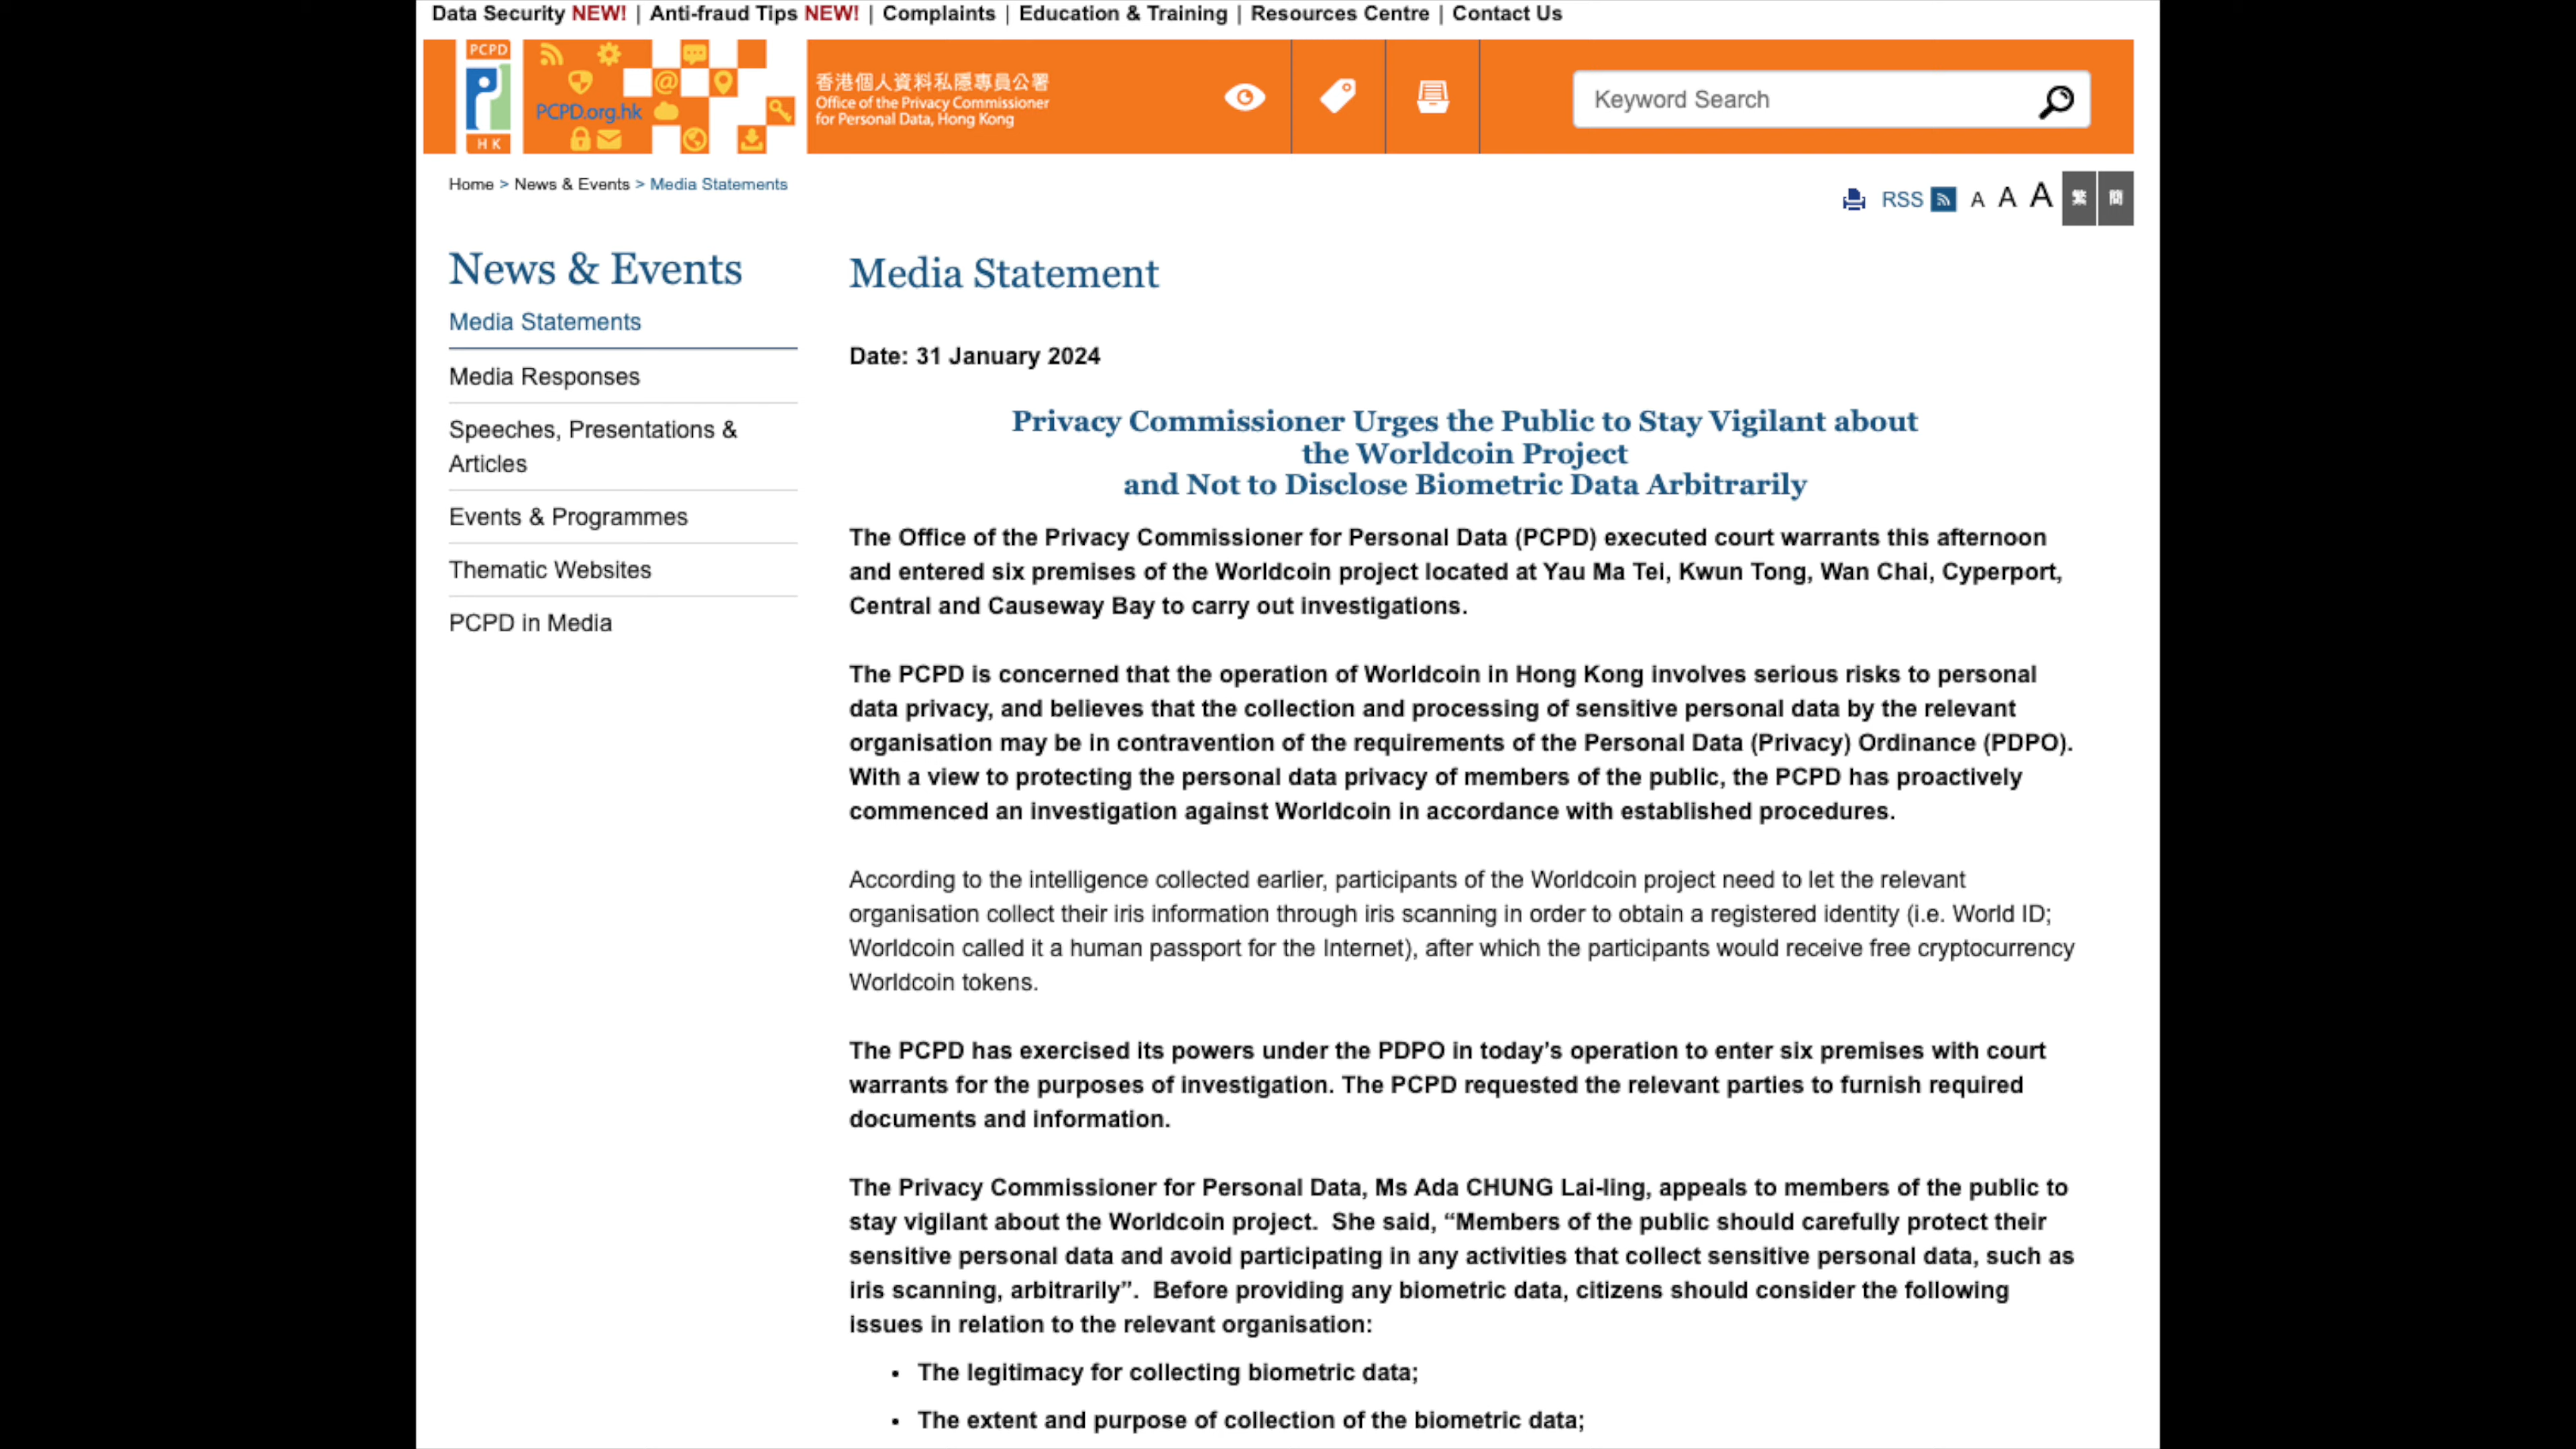 Data Security NEW! | Anti-fraud Tips NEW! | Complaints | Education & Training | Resources Centre | Contact Us
PCPD
HK
PCPD.org.hk
香港個人資料私隱專員公署
Office of the Privacy Commissioner
for Personal Data, Hong Kong
Keyword Search
Home > News & Events > Media Statements
RSS A A A 繁 簡
News & Events
Media Statements
Media Responses
Speeches, Presentations &
Articles
Events & Programmes
Thematic Websites
PCPD in Media
Media Statement
Date: 31 January 2024
Privacy Commissioner Urges the Public to Stay Vigilant about
the Worldcoin Project
and Not to Disclose Biometric Data Arbitrarily
The Office of the Privacy Commissioner for Personal Data (PCPD) executed court warrants this afternoon
and entered six premises of the Worldcoin project located at Yau Ma Tei, Kwun Tong, Wan Chai, Cyperport,
Central and Causeway Bay to carry out investigations.
The PCPD is concerned that the operation of Worldcoin in Hong Kong involves serious risks to personal
data privacy, and believes that the collection and processing of sensitive personal data by the relevant
organisation may be in contravention of the requirements of the Personal Data (Privacy) Ordinance (PDPO).
With a view to protecting the personal data privacy of members of the public, the PCPD has proactively
commenced an investigation against Worldcoin in accordance with established procedures.
According to the intelligence collected earlier, participants of the Worldcoin project need to let the relevant
organisation collect their iris information through iris scanning in order to obtain a registered identity (i.e. World ID;
Worldcoin called it a human passport for the Internet), after which the participants would receive free cryptocurrency
Worldcoin tokens.
The PCPD has exercised its powers under the PDPO in today's operation to enter six premises with court
warrants for the purposes of investigation. The PCPD requested the relevant parties to furnish required
documents and information.
The Privacy Commissioner for Personal Data, Ms Ada CHUNG Lai-ling, appeals to members of the public to
stay vigilant about the Worldcoin project. She said, “Members of the public should carefully protect their
sensitive personal data and avoid participating in any activities that collect sensitive personal data, such as
iris scanning, arbitrarily”. Before providing any biometric data, citizens should consider the following
issues in relation to the relevant organisation:
• The legitimacy for collecting biometric data;
• The extent and purpose of collection of the biometric data;